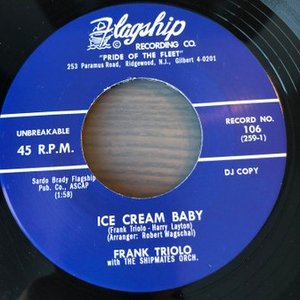 Flagship
RECORDING CO.
"PRIDE OF THE FLEET"
253 Paramus Road, Ridgewood, N.J., Gilbert 4-0201
UNBREAKABLE
45 R.P.M.
RECORD NO.
106
(259-1)
Sardo Brady Flagship
Pub. Co., ASCAP
(1:58)
DJ COPY
ICE CREAM BABY
(Frank Triolo - Harry Layton)
(Arranger: Robert Wagschal)
FRANK TRIOLO
with THE SHIPMATES ORCH.